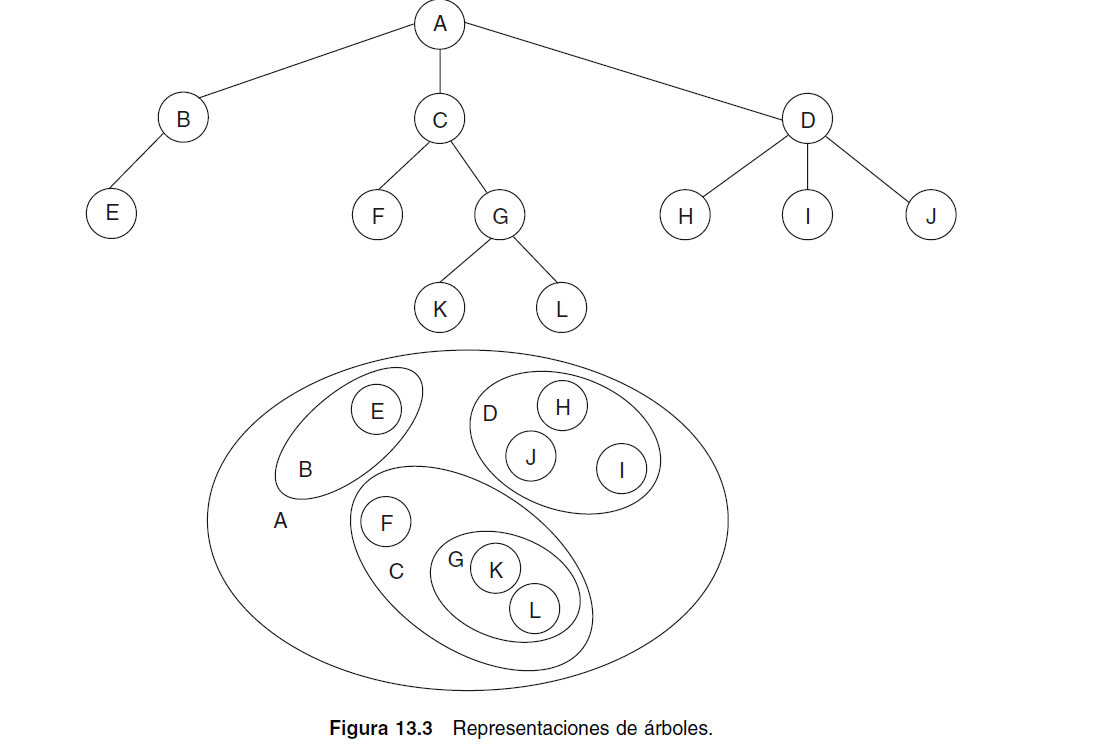 A
B C D
E F G H I J
K L
E D H
J I
B
A F
C G K
L
Figura 13.3 Representaciones de árboles.